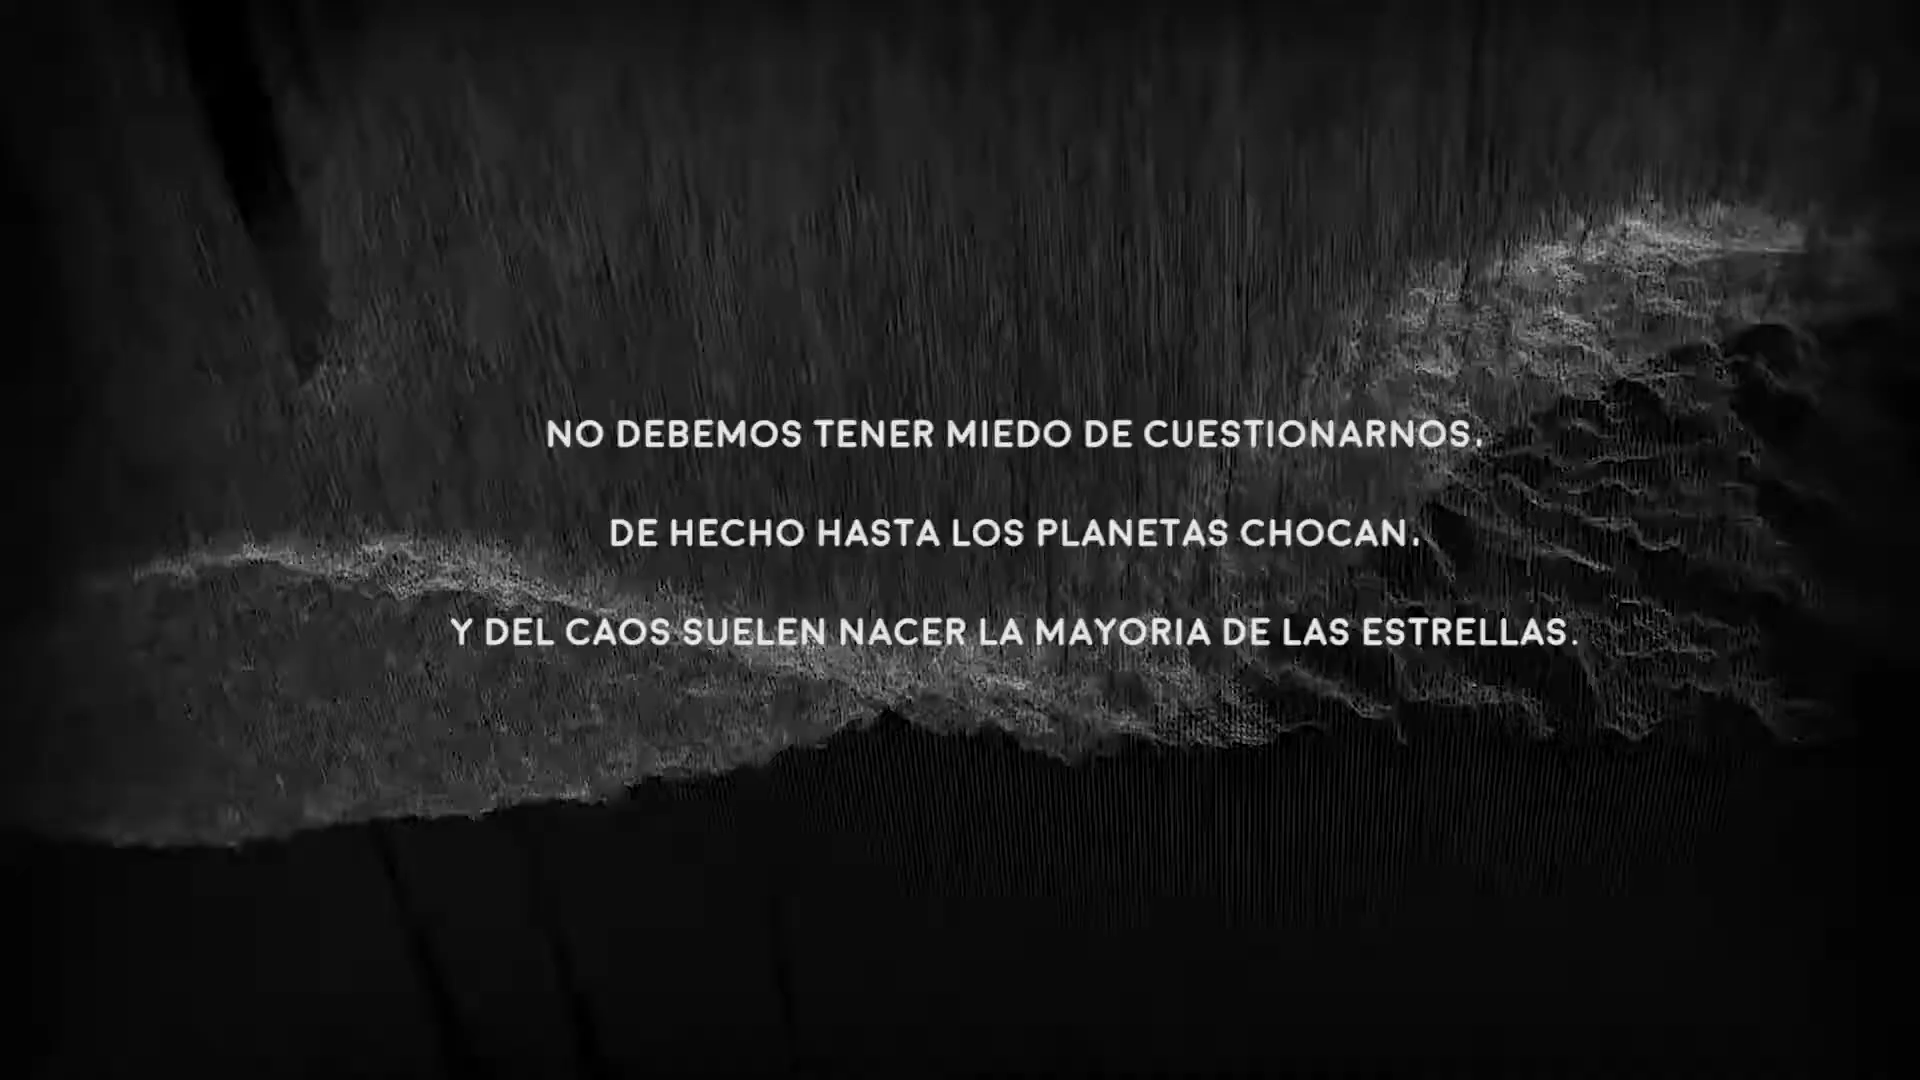 NO DEBEMOS TENER MIEDO DE CUESTIONARNOS.
DE HECHO HASTA LOS PLANETAS CHOCAN.
Y DEL CAOS SUELEN NACER LA MAYORIA DE LAS ESTRELLAS.